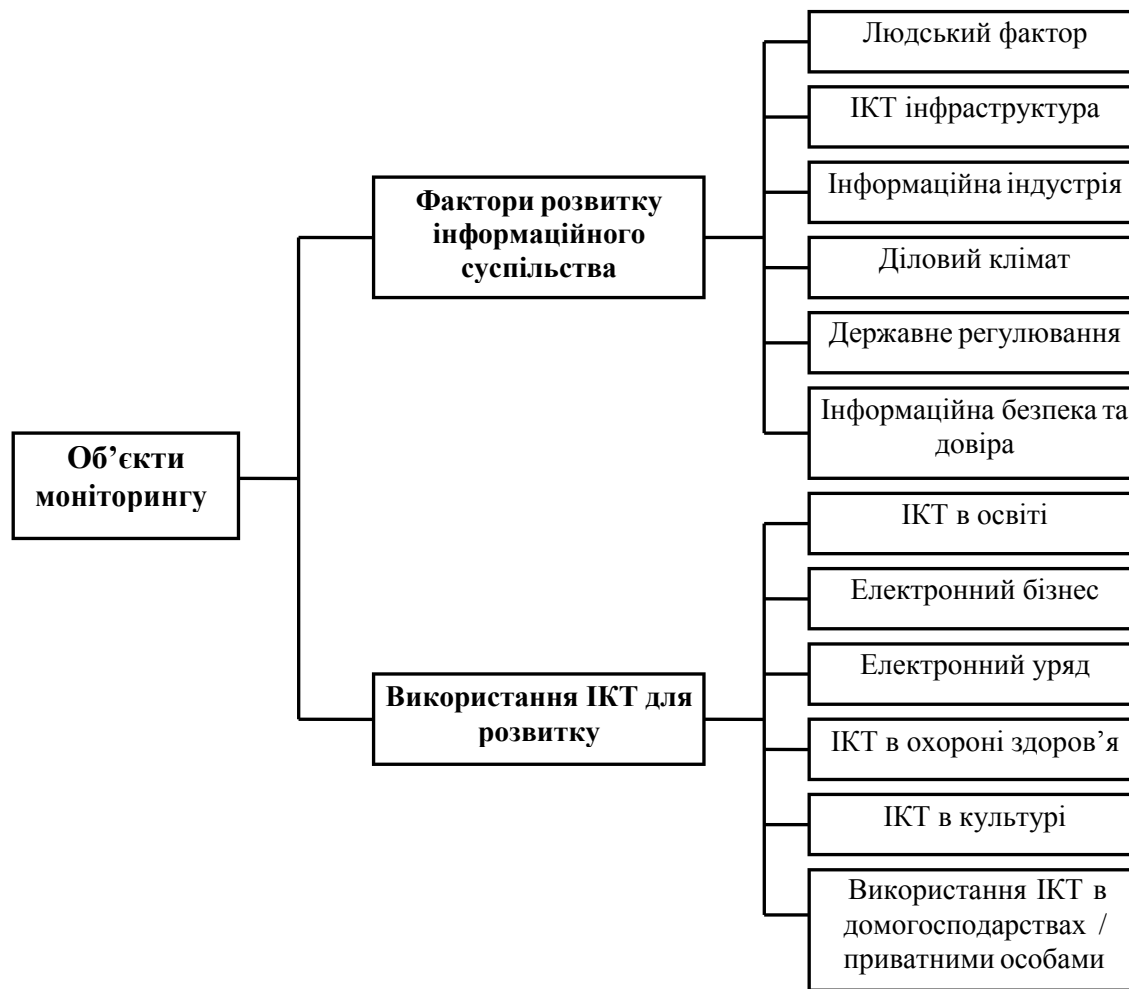 Об’єкти
моніторингу
Фактори розвитку
інформаційного
суспільства
Людський фактор
ІКТ інфраструктура
Інформаційна індустрія
Діловий клімат
Державне регулювання
Інформаційна безпека та
довіра
Використання ІКТ для
розвитку
ІКТ в освіті
Електронний бізнес
Електронний уряд
ІКТ в охороні здоров’я
ІКТ в культурі
Використання ІКТ в
домогосподарствах /
приватними особами